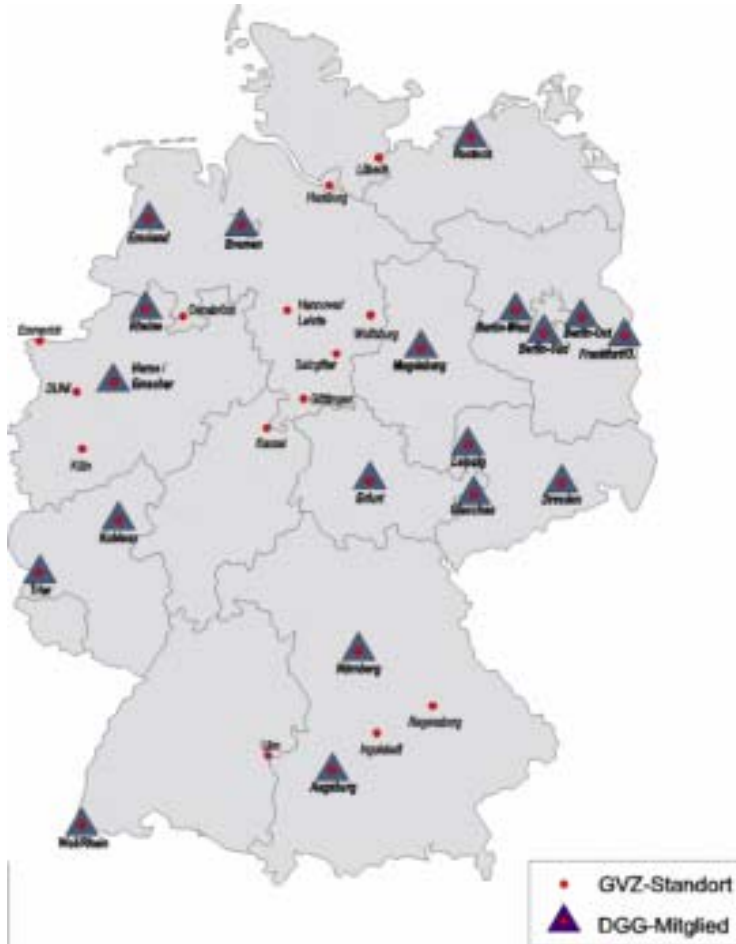 Rostock
Lübeck
Hamburg
Emsland
Bremen
Rheine
Osnabrück
Hannover/
Lehrte
Wolfsburg
Berlin-West
Berlin-Ost
Berlin-Süd
Frankfurt/O.
Emmerich
Salzgitter
Magdeburg
Herne /
Emscher
Göttingen
Kassel
Köln
Leipzig
Erfurt
Glauchau
Dresden
Koblenz
Trier
Nürnberg
Regensburg
Ingolstadt
Ulm
Augsburg
Weil/Rhein
GVZ-Standort
DGG-Mitglied